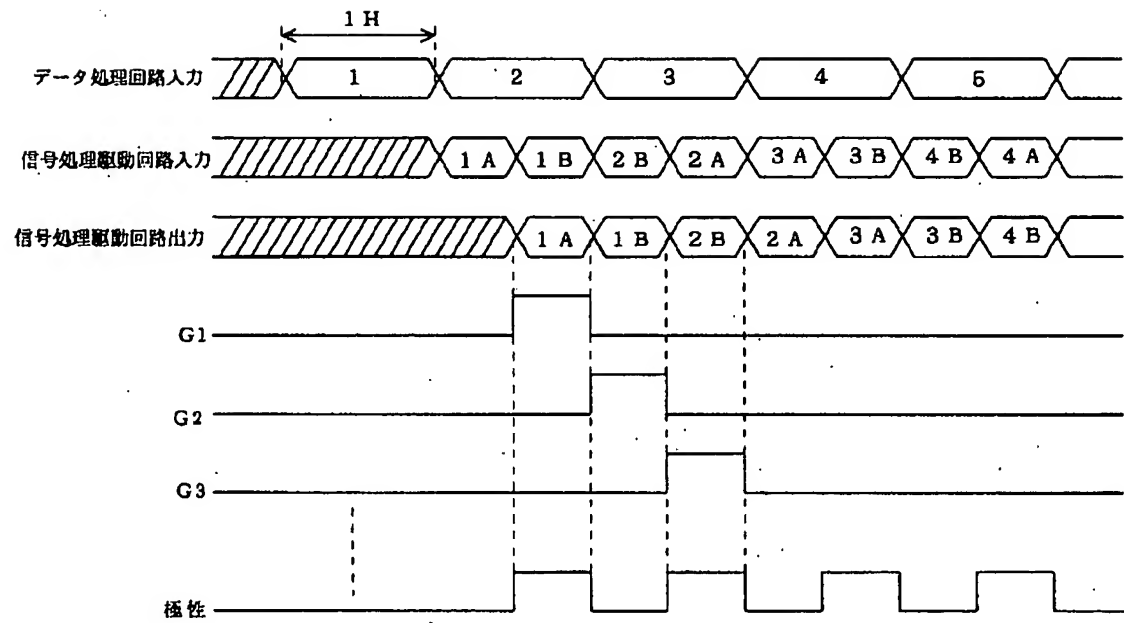 1 H
データ処理回路入力 1 2 3 4 5
信号処理駆動回路入力 1 A 1 B 2 B 2 A 3 A 3 B 4 B 4 A
信号処理駆動回路出力 1 A 1 B 2 B 2 A 3 A 3 B 4 B
G1
G2
G3
極性